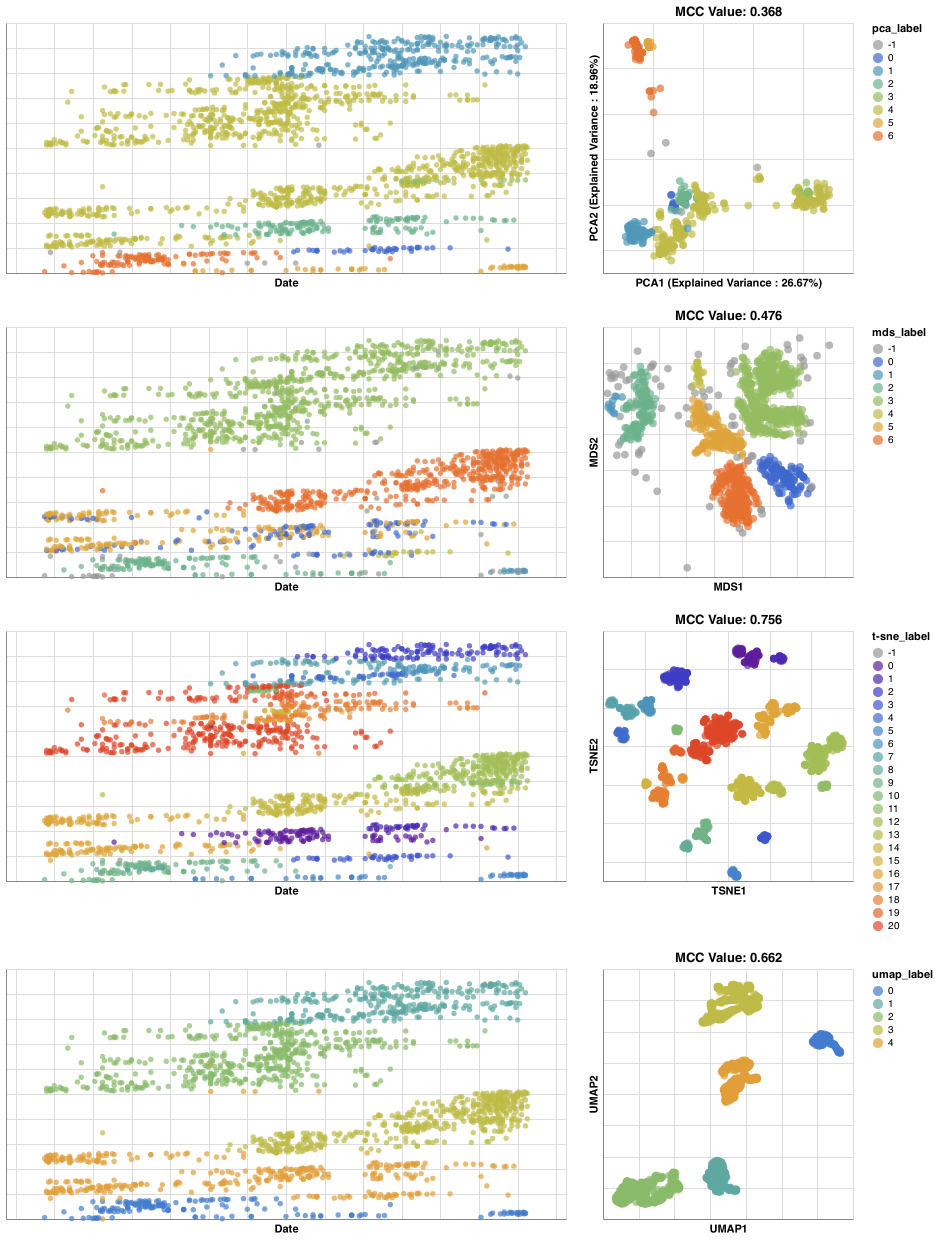 MCC Value: 0.368
pca_label
-1
0
1
2
3
4
5
6
PCA2 (Explained Variance : 18.96%)
Date
PCA1 (Explained Variance : 26.67%)
MCC Value: 0.476
mds_label
-1
0
1
2
3
4
5
6
MDS2
Date
MDS1
MCC Value: 0.756
t-sne_label
-1
0
1
2
3
4
5
6
7
8
9
10
11
12
13
14
15
16
17
18
19
20
TSNE2
Date
TSNE1
MCC Value: 0.662
umap_label
0
1
2
3
4
UMAP2
Date
UMAP1